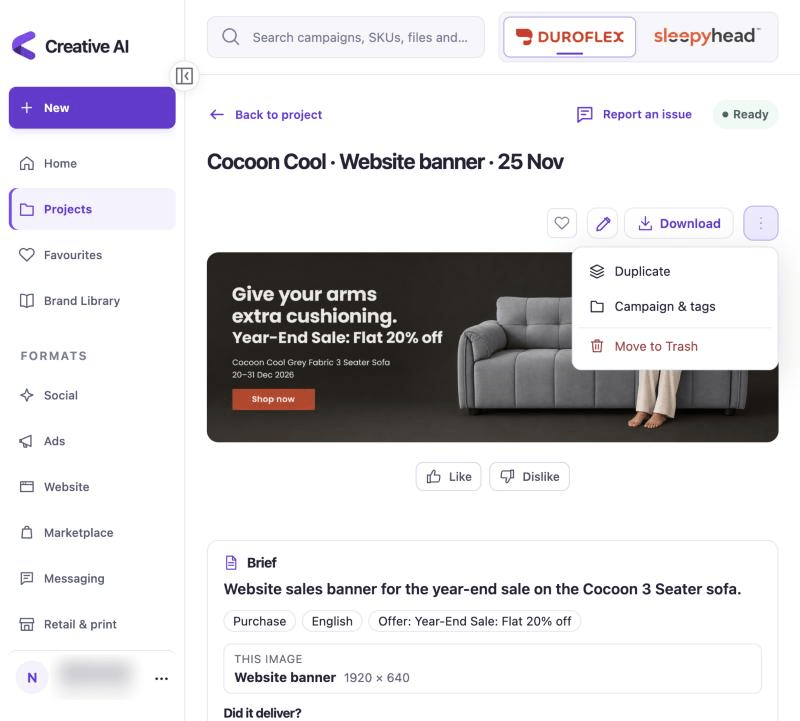 Creative AI
Search campaigns, SKUs, files and...
DUROFLEX
sleepyhead™
New
Home
Projects
Favourites
Brand Library
FORMATS
Social
Ads
Website
Marketplace
Messaging
Retail & print
N
Back to project
Report an issue
Ready
Cocoon Cool · Website banner · 25 Nov
Download
Duplicate
Campaign & tags
Move to Trash
Give your arms
extra cushioning.
Year-End Sale: Flat 20% off
Cocoon Cool Grey Fabric 3 Seater Sofa
20–31 Dec 2026
Shop now
Like
Dislike
Brief
Website sales banner for the year-end sale on the Cocoon 3 Seater sofa.
Purchase
English
Offer: Year-End Sale: Flat 20% off
THIS IMAGE
Website banner 1920 × 640
Did it deliver?